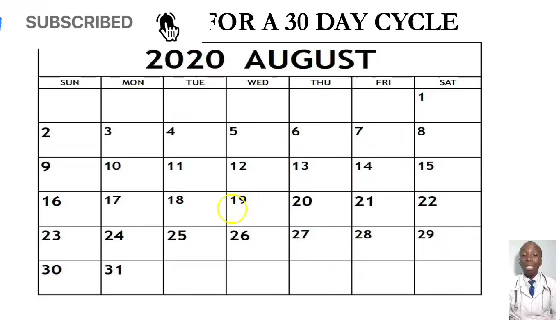 SUBSCRIBED
FOR A 30 DAY CYCLE
2020 AUGUST
SUN MON TUE WED THU FRI SAT
1
2 3 4 5 6 7 8
9 10 11 12 13 14 15
16 17 18 19 20 21 22
23 24 25 26 27 28 29
30 31